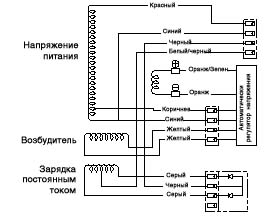 Красный
Синий
Черный
Белый/черный
Напряжение
питания
Оранж/Зелен
Оранж
Автоматически
регулятор напряжения
Коричнев
Синий
Желтый
Желтый
Возбудитель
Зарядка
постоянным
током
Серый
Черный
Серый